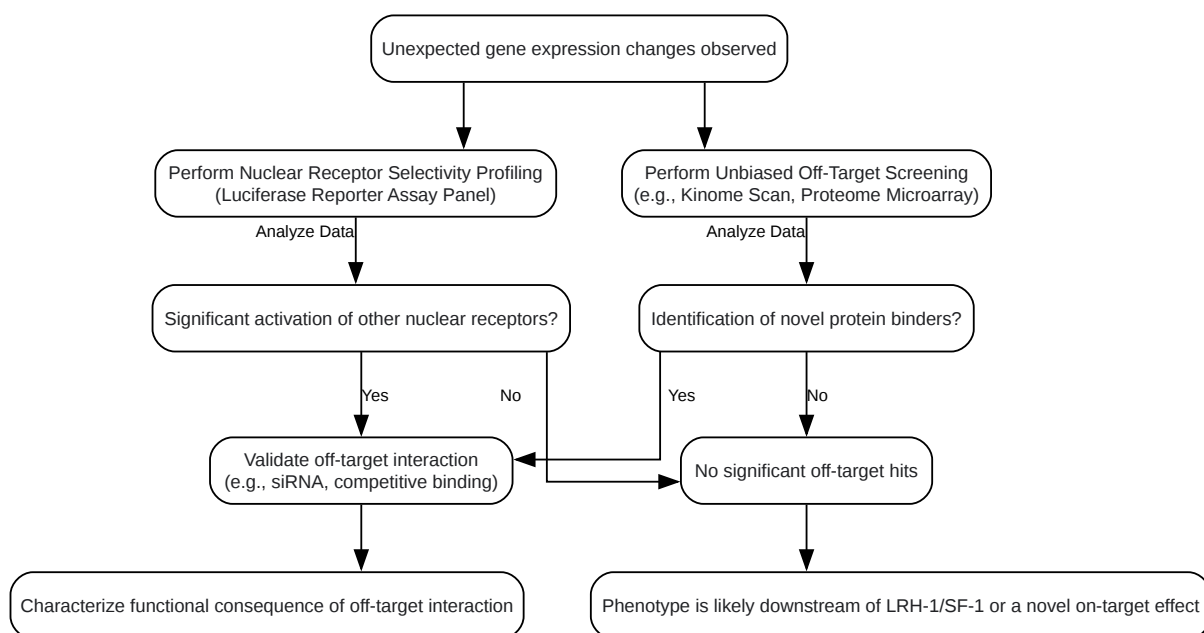 Unexpected gene expression changes observed
Perform Nuclear Receptor Selectivity Profiling
(Luciferase Reporter Assay Panel)
Perform Unbiased Off-Target Screening
(e.g., Kinome Scan, Proteome Microarray)
Analyze Data
Analyze Data
Significant activation of other nuclear receptors?
Identification of novel protein binders?
Yes
No
Yes
No
Validate off-target interaction
(e.g., siRNA, competitive binding)
No significant off-target hits
Characterize functional consequence of off-target interaction
Phenotype is likely downstream of LRH-1/SF-1 or a novel on-target effect